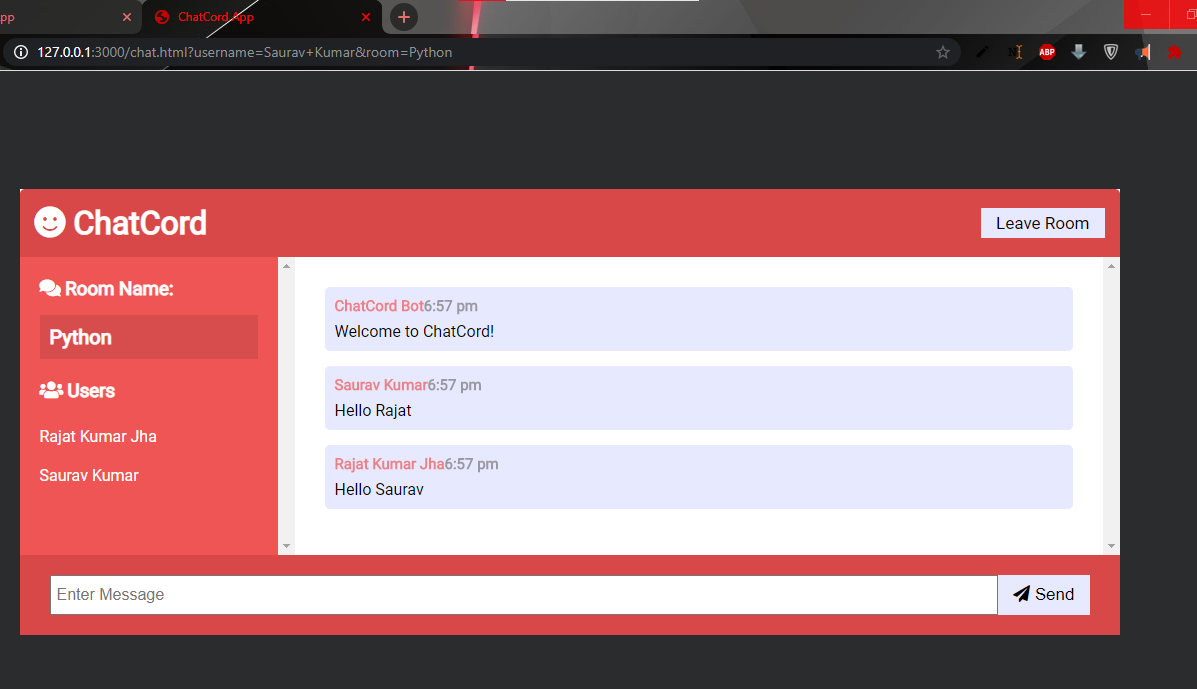 pp
ChatCord App
127.0.0.1:3000/chat.html?username=Saurav+Kumar&room=Python
ABP
ChatCord
Leave Room
Room Name:
Python
Users
Rajat Kumar Jha
Saurav Kumar
ChatCord Bot6:57 pm
Welcome to ChatCord!
Saurav Kumar6:57 pm
Hello Rajat
Rajat Kumar Jha6:57 pm
Hello Saurav
Enter Message
Send